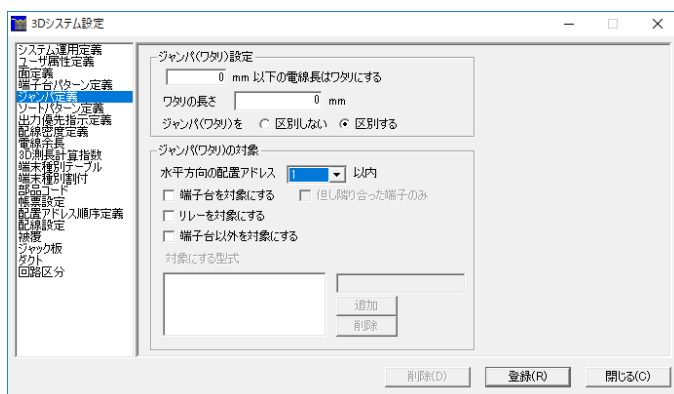 3Dシステム設定
システム運用定義
ユーザ属性定義
面定義
端子台パターン定義
ジャンパ定義
ソートパターン定義
出力優先指示定義
配線密度定義
電線余長
3D測長計算指数
端末種別テーブル
端末種別割付
部品コード
帳票設定
配置アドレス順序定義
配線設定
被覆
ジャック板
ダクト
回路区分
ジャンパ(ワタリ)設定
0 mm 以下の電線長はワタリにする
ワタリの長さ 0 mm
ジャンパ(ワタリ)を 区別しない 区別する
ジャンパ(ワタリ)の対象
水平方向の配置アドレス 1 以内
端子台を対象にする 但し隣り合った端子のみ
リレーを対象にする
端子台以外を対象にする
対象にする型式
追加
削除
削除(D) 登録(R) 閉じる(C)